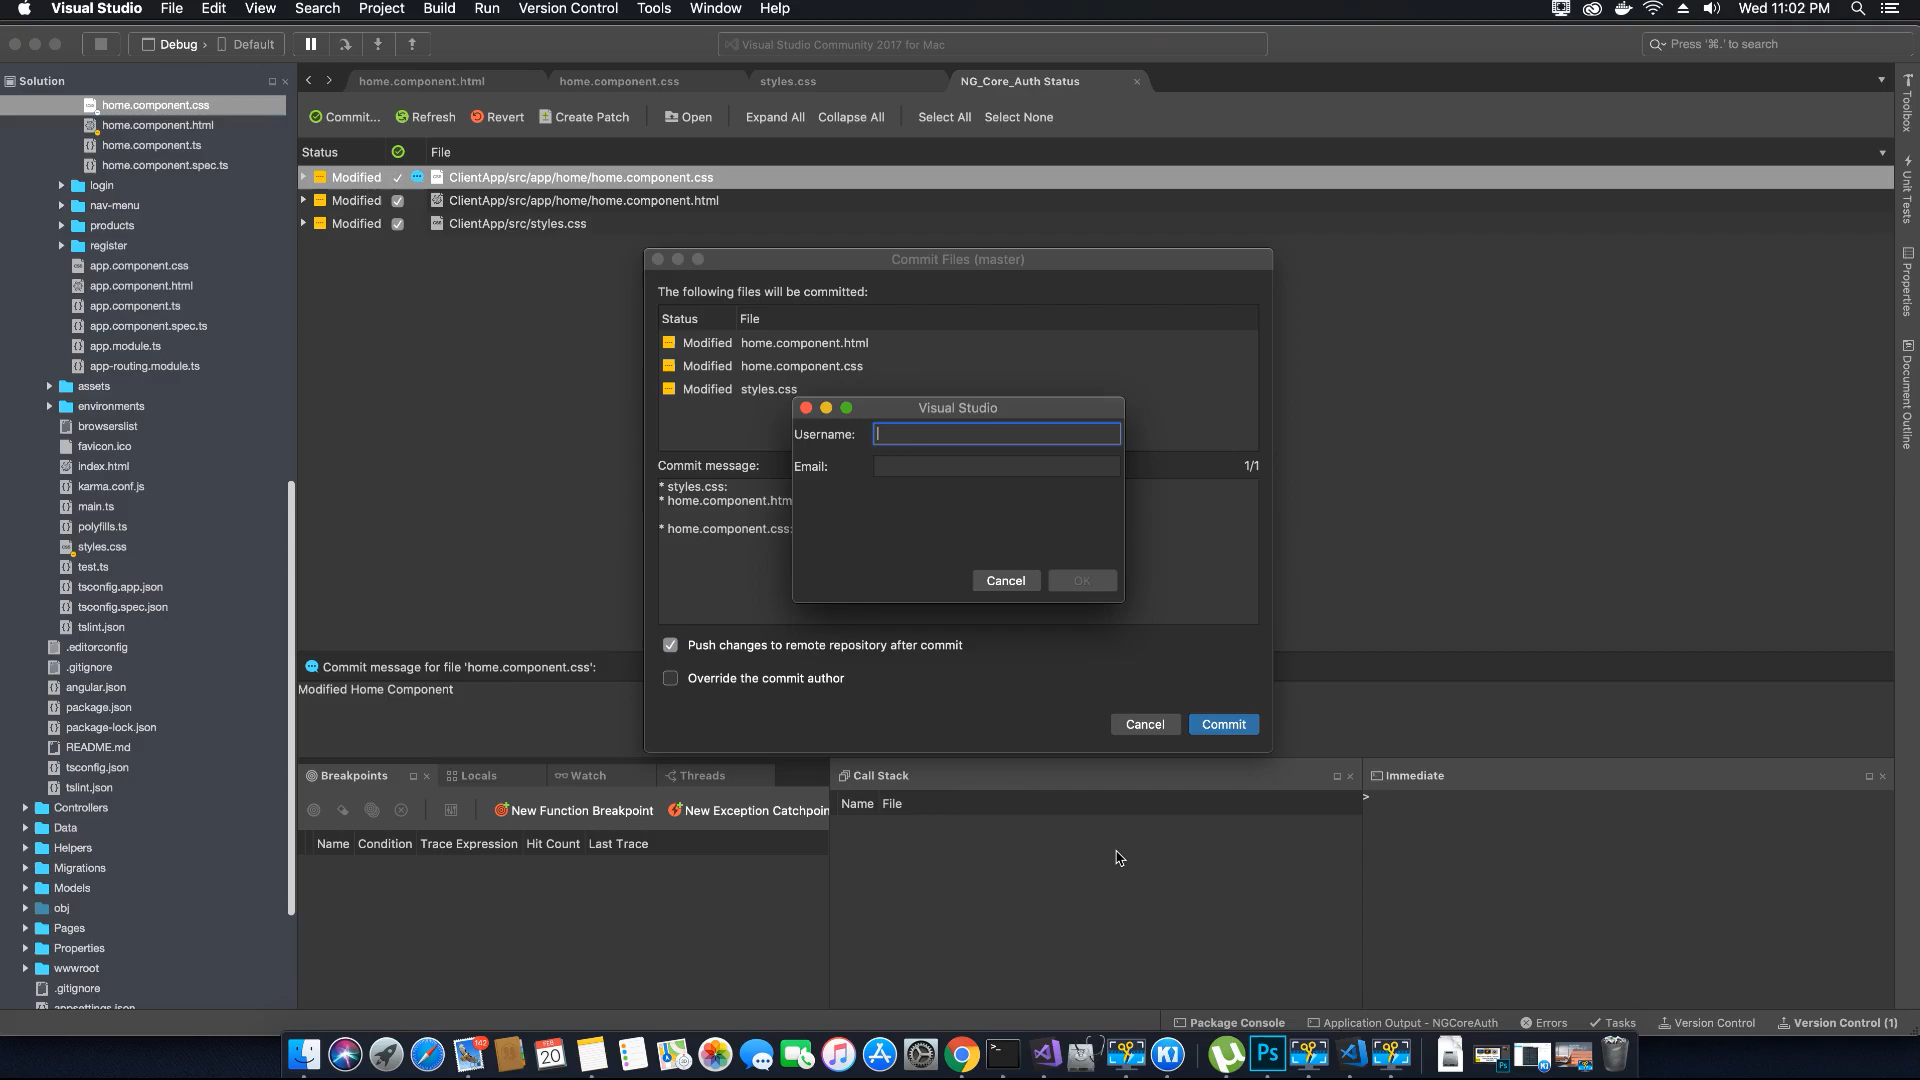 Visual Studio File Edit View Search Project Build Run Version Control Tools Window Help
Wed 11:02 PM
Debug › Default
Visual Studio Community 2017 for Mac
Press '⌘.' to search
Solution
home.component.css
home.component.html
home.component.ts
home.component.spec.ts
login
nav-menu
products
register
app.component.css
app.component.html
app.component.ts
app.component.spec.ts
app.module.ts
app-routing.module.ts
assets
environments
browserslist
favicon.ico
index.html
karma.conf.js
main.ts
polyfills.ts
styles.css
test.ts
tsconfig.app.json
tsconfig.spec.json
tslint.json
.editorconfig
.gitignore
angular.json
package.json
package-lock.json
README.md
tsconfig.json
tslint.json
Controllers
Data
Helpers
Migrations
Models
obj
Pages
Properties
wwwroot
.gitignore
appsettings.json
home.component.html home.component.css styles.css NG_Core_Auth Status
Commit... Refresh Revert Create Patch Open Expand All Collapse All Select All Select None
Status File
Modified ClientApp/src/app/home/home.component.css
Modified ClientApp/src/app/home/home.component.html
Modified ClientApp/src/styles.css
Commit Files (master)
The following files will be committed:
Status File
Modified home.component.html
Modified home.component.css
Modified styles.css
Commit message: 1/1
* styles.css:
* home.component.htm
* home.component.css:
Visual Studio
Username:
Email:
Cancel OK
Push changes to remote repository after commit
Override the commit author
Cancel Commit
Commit message for file 'home.component.css':
Modified Home Component
Breakpoints Locals Watch Threads
New Function Breakpoint New Exception Catchpoin
Name Condition Trace Expression Hit Count Last Trace
Call Stack
Name File
Immediate
>
Toolbox
Unit Tests
Properties
Document Outline
Package Console Application Output - NGCoreAuth Errors Tasks Version Control Version Control (1)
142
FEB
20
Ps